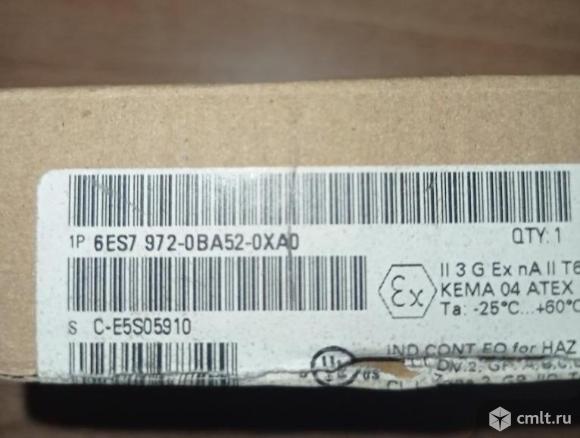 1P 6ES7 972-0BA52-0XA0
QTY: 1
Ex
II 3 G Ex nA II T6
KEMA 04 ATEX
Ta: -25°C...+60°C
S C-E5S05910
IND CONT EQ for HAZ
cmlt.ru